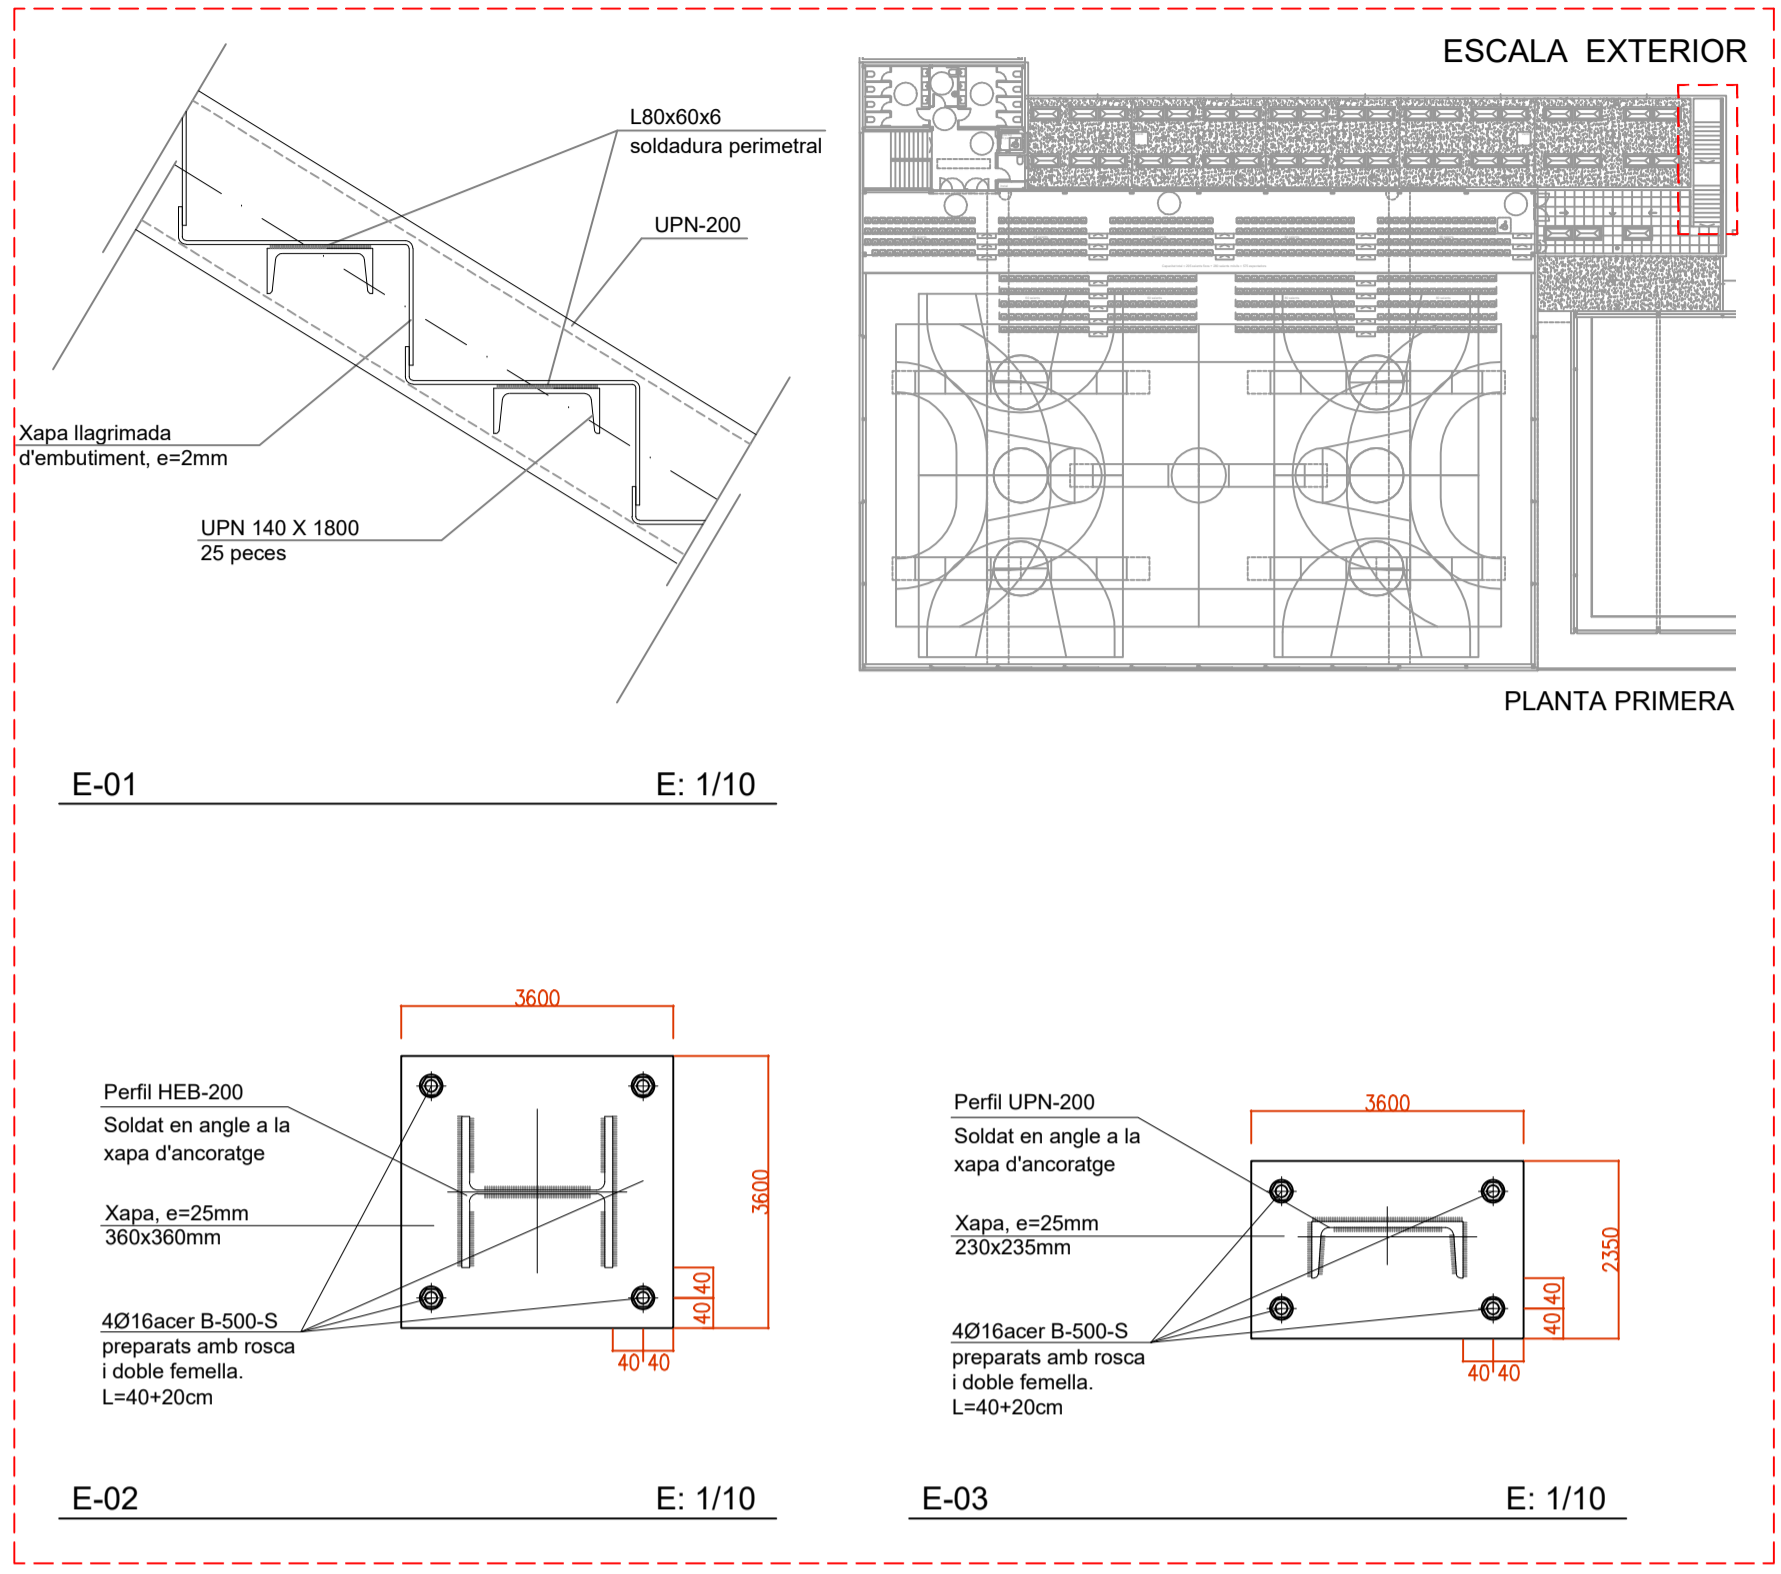 ESCALA EXTERIOR
L80x60x6
soldadura perimetral
UPN-200
Xapa llagrimada
d'embutiment, e=2mm
UPN 140 X 1800
25 peces
PLANTA PRIMERA
E-01 E: 1/10
3600
Perfil HEB-200
Soldat en angle a la
xapa d'ancoratge
3600
Xapa, e=25mm
360x360mm
40
40
4Ø16acer B-500-S
preparats amb rosca
i doble femella.
L=40+20cm
40 40
E-02 E: 1/10
3600
Perfil UPN-200
Soldat en angle a la
xapa d'ancoratge
2350
Xapa, e=25mm
230x235mm
40
40
4Ø16acer B-500-S
preparats amb rosca
i doble femella.
L=40+20cm
40 40
E-03 E: 1/10